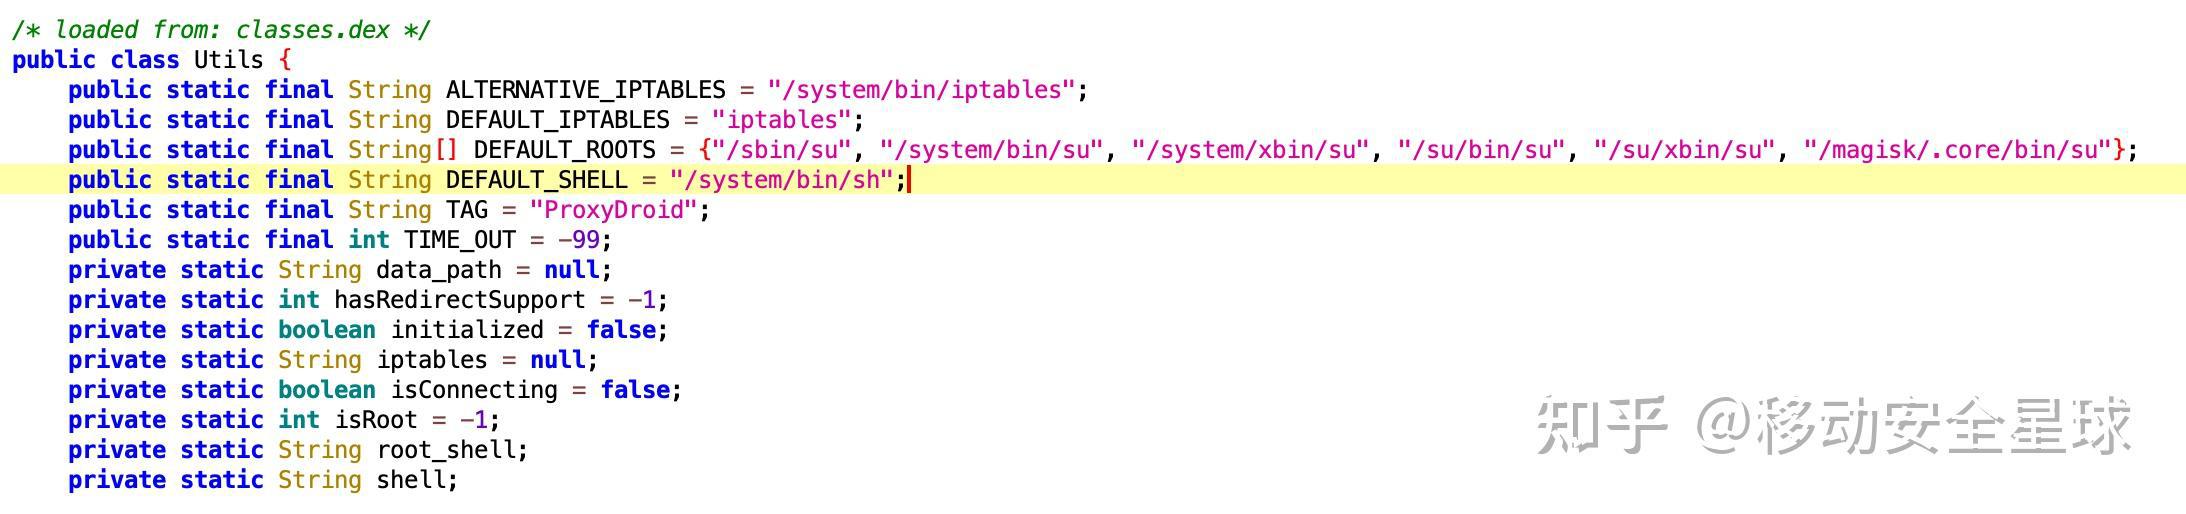 /* loaded from: classes.dex */
public class Utils {
    public static final String ALTERNATIVE_IPTABLES = "/system/bin/iptables";
    public static final String DEFAULT_IPTABLES = "iptables";
    public static final String[] DEFAULT_ROOTS = {"/sbin/su", "/system/bin/su", "/system/xbin/su", "/su/bin/su", "/su/xbin/su", "/magisk/.core/bin/su"};
    public static final String DEFAULT_SHELL = "/system/bin/sh";
    public static final String TAG = "ProxyDroid";
    public static final int TIME_OUT = -99;
    private static String data_path = null;
    private static int hasRedirectSupport = -1;
    private static boolean initialized = false;
    private static String iptables = null;
    private static boolean isConnecting = false;
    private static int isRoot = -1;
    private static String root_shell;
    private static String shell;
知乎 @移动安全星球